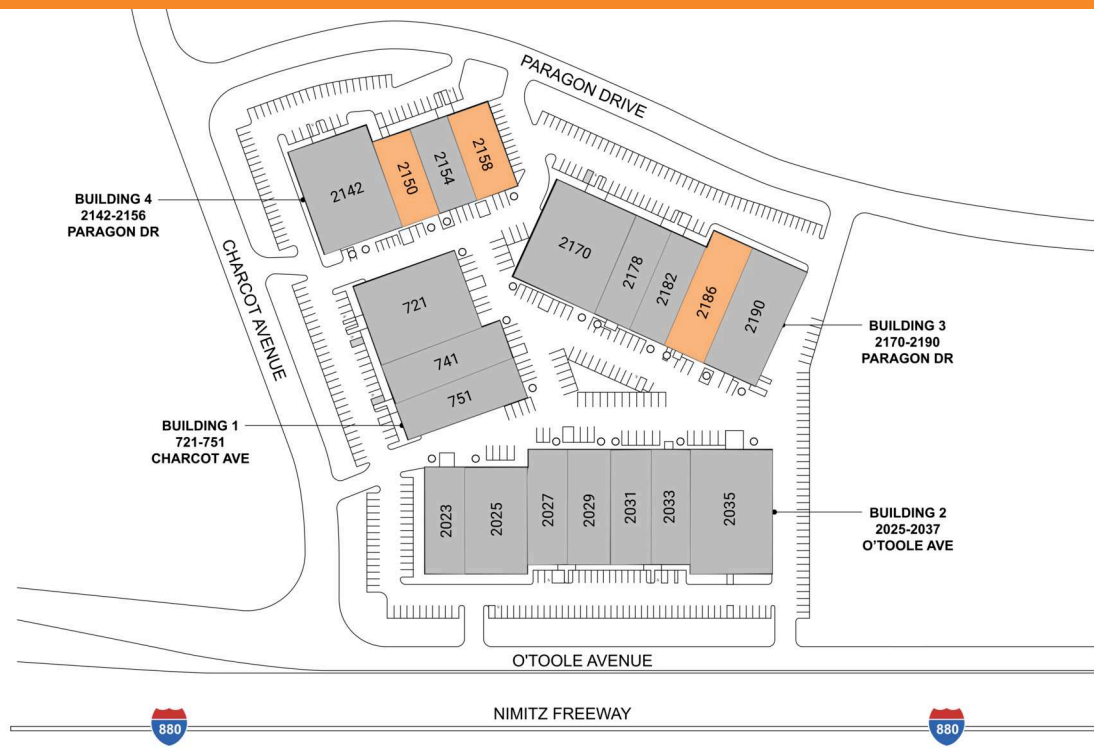 PARAGON DRIVE
2142
2150
2154
2158
BUILDING 4
2142-2156
PARAGON DR
CHARCOT AVENUE
2170
2178
2182
2186
2190
BUILDING 3
2170-2190
PARAGON DR
721
741
751
BUILDING 1
721-751
CHARCOT AVE
2023
2025
2027
2029
2031
2033
2035
BUILDING 2
2025-2037
O'TOOLE AVE
O'TOOLE AVENUE
NIMITZ FREEWAY
880
880